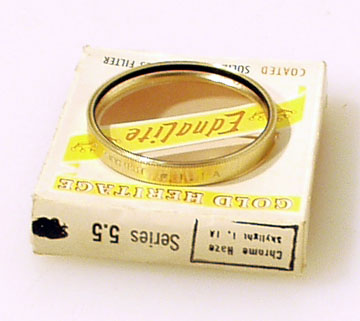 COATED FILTER
Ednalite
GOLD HERITAGE
Series 5.5
Chrome Haze
Skylight 1, 1A